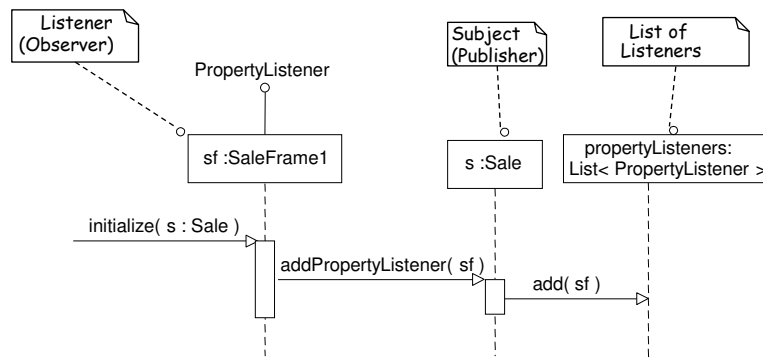 Listener
(Observer)
Subject
(Publisher)
List of
Listeners
PropertyListener
sf :SaleFrame1
s :Sale
propertyListeners:
List< PropertyListener >
initialize( s : Sale )
addPropertyListener( sf )
add( sf )